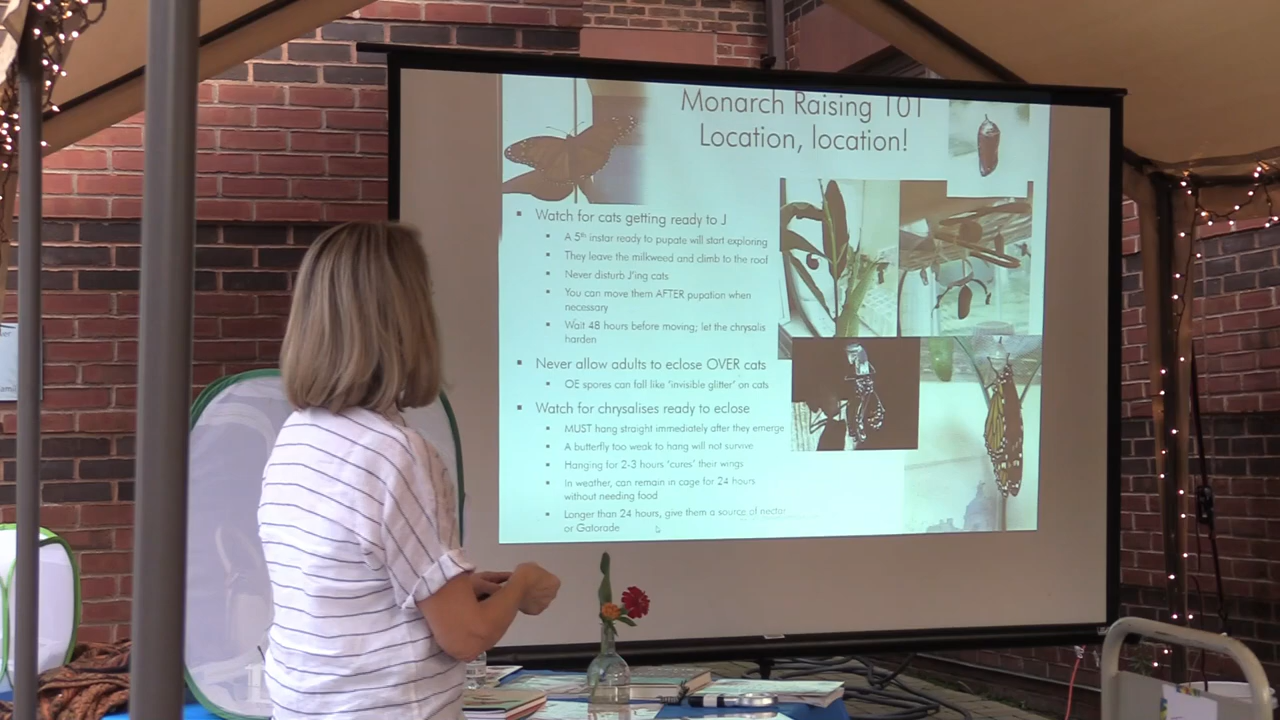 Monarch Raising 101
Location, location!
▪ Watch for cats getting ready to J
▪ A 5th instar ready to pupate will start exploring
▪ They leave the milkweed and climb to the roof
▪ Never disturb J'ing cats
▪ You can move them AFTER pupation when
necessary
▪ Wait 48 hours before moving; let the chrysalis
harden
▪ Never allow adults to eclose OVER cats
▪ OE spores can fall like "invisible glitter" on cats
▪ Watch for chrysalises ready to eclose
▪ MUST hang straight immediately after they emerge
▪ A butterfly too weak to hang will not survive
▪ Hanging for 2-3 hours 'cures' their wings
▪ In weather, can remain in cage for 24 hours
without needing food
▪ Longer than 24 hours, give them a source of nectar
or Gatorade